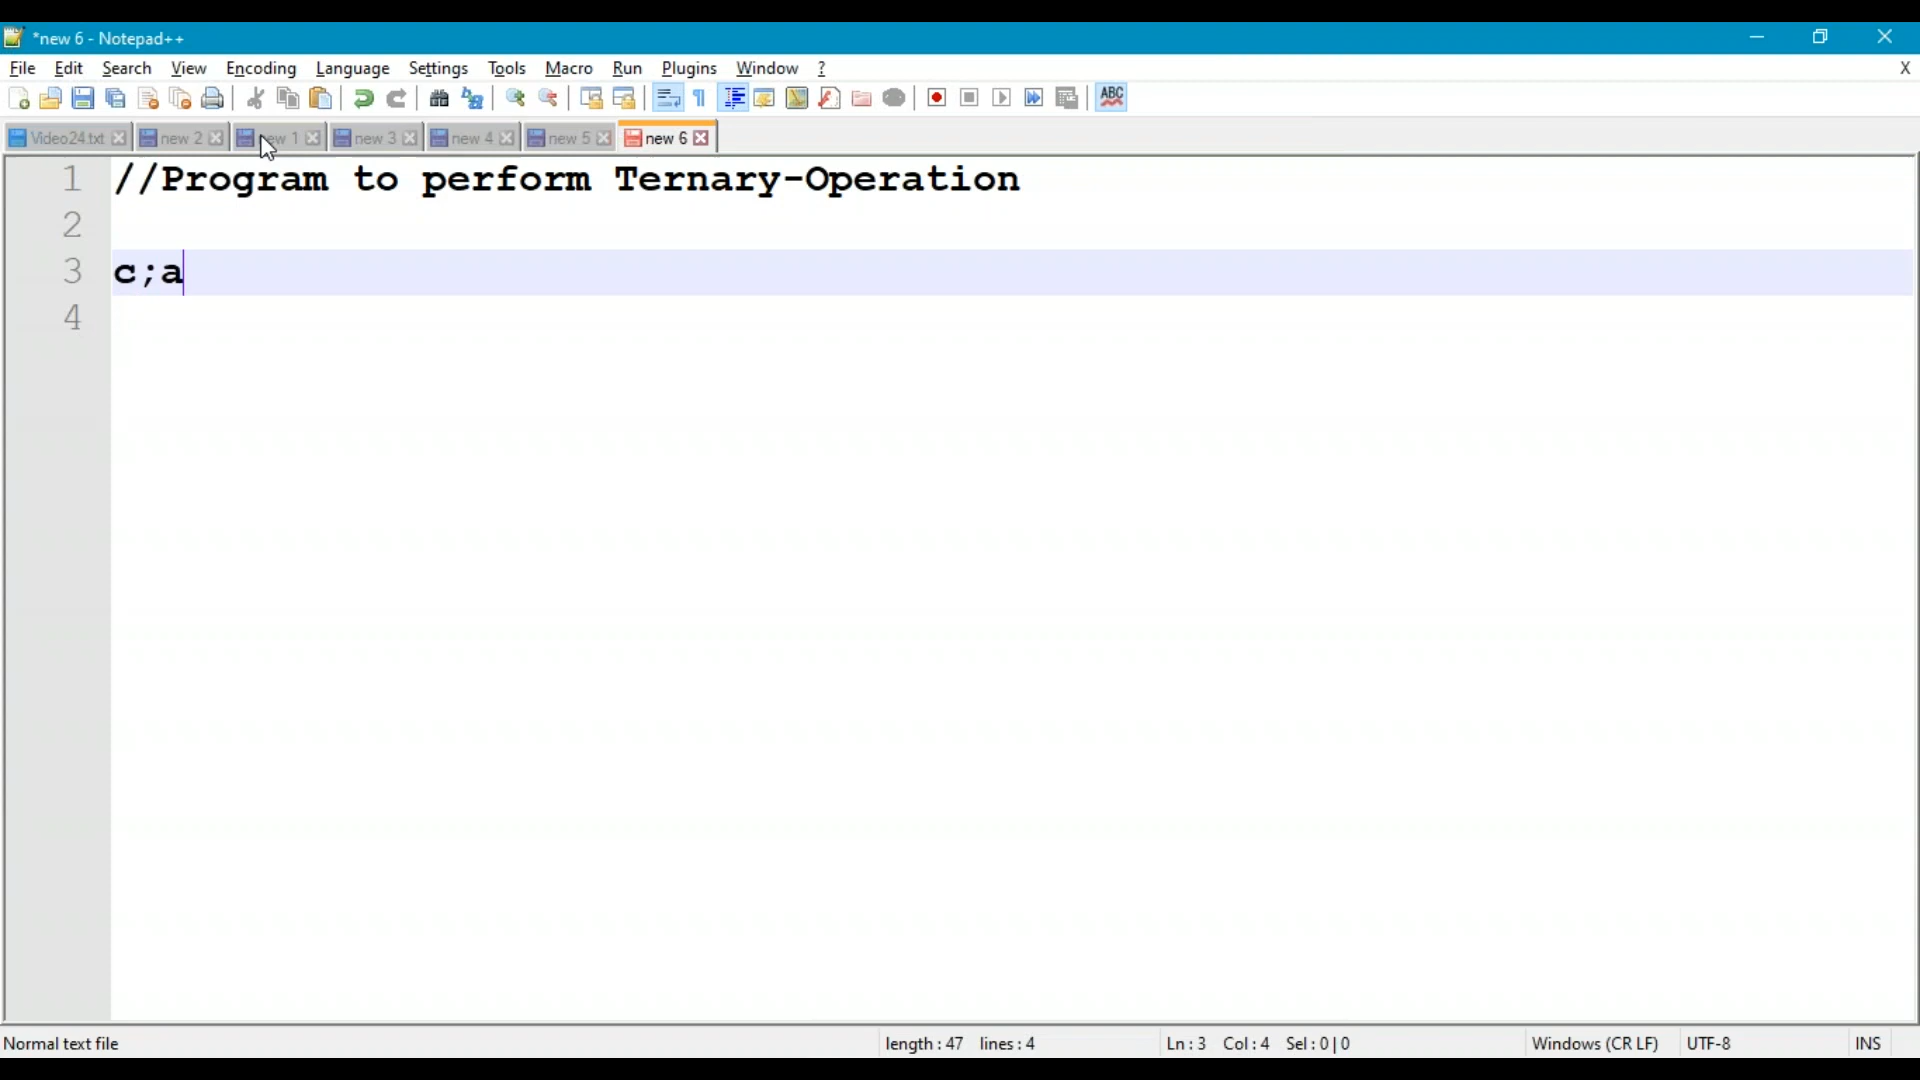 *new 6 - Notepad++
File Edit Search View Encoding Language Settings Tools Macro Run Plugins Window ? X
ABC
Video24.txt new 2 new 3 new 4 new 5 new 6
1 //Program to perform Ternary-Operation
2
3 c;a
4
Normal text file length : 47 lines : 4 Ln : 3 Col : 4 Sel : 0 | 0 Windows (CR LF) UTF-8 INS